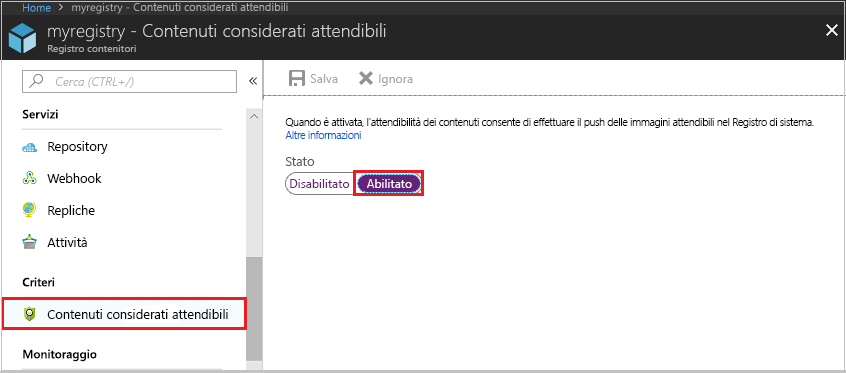 Home > myregistry - Contenuti considerati attendibili
myregistry - Contenuti considerati attendibili
Registro contenitori
Cerca (CTRL+/)
Servizi
Repository
Webhook
Repliche
Attività
Criteri
Contenuti considerati attendibili
Monitoraggio
Salva
Ignora
Quando è attivata, l'attendibilità dei contenuti consente di effettuare il push delle immagini attendibili nel Registro di sistema.
Altre informazioni
Stato
Disabilitato
Abilitato